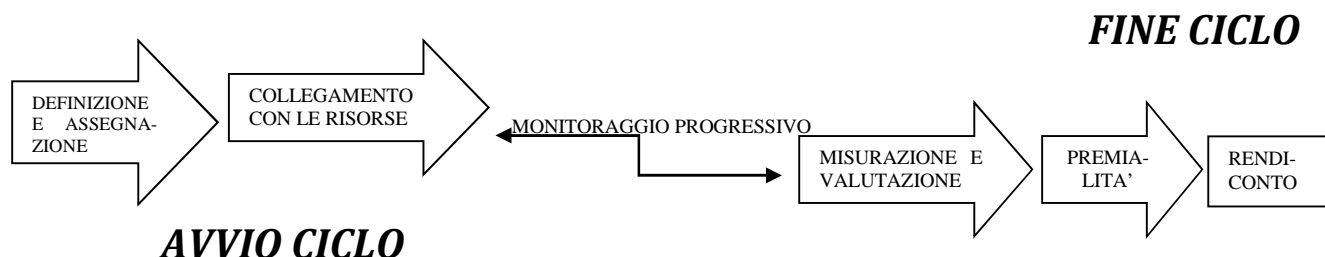 FINE CICLO
DEFINIZIONE
E ASSEGNA-
ZIONE
COLLEGAMENTO
CON LE RISORSE
MONITORAGGIO PROGRESSIVO
MISURAZIONE E
VALUTAZIONE
PREMIA-
LITA’
RENDI-
CONTO
AVVIO CICLO